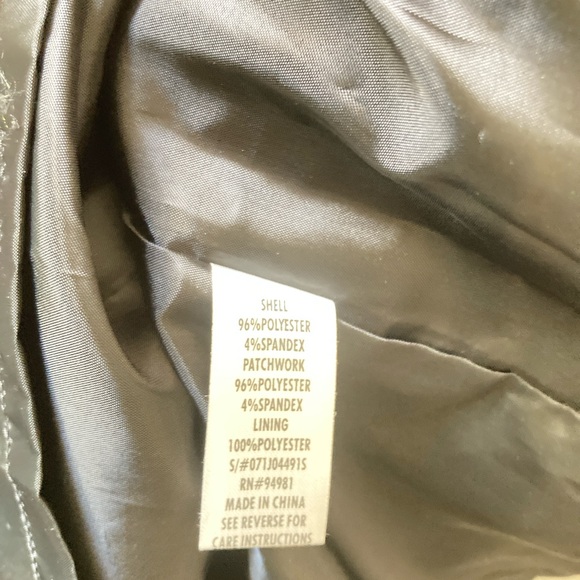 SHELL
96%POLYESTER
4%SPANDEX
PATCHWORK
96%POLYESTER
4%SPANDEX
LINING
100%POLYESTER
S/#071J04491S
RN#94981
MADE IN CHINA
SEE REVERSE FOR
CARE INSTRUCTIONS